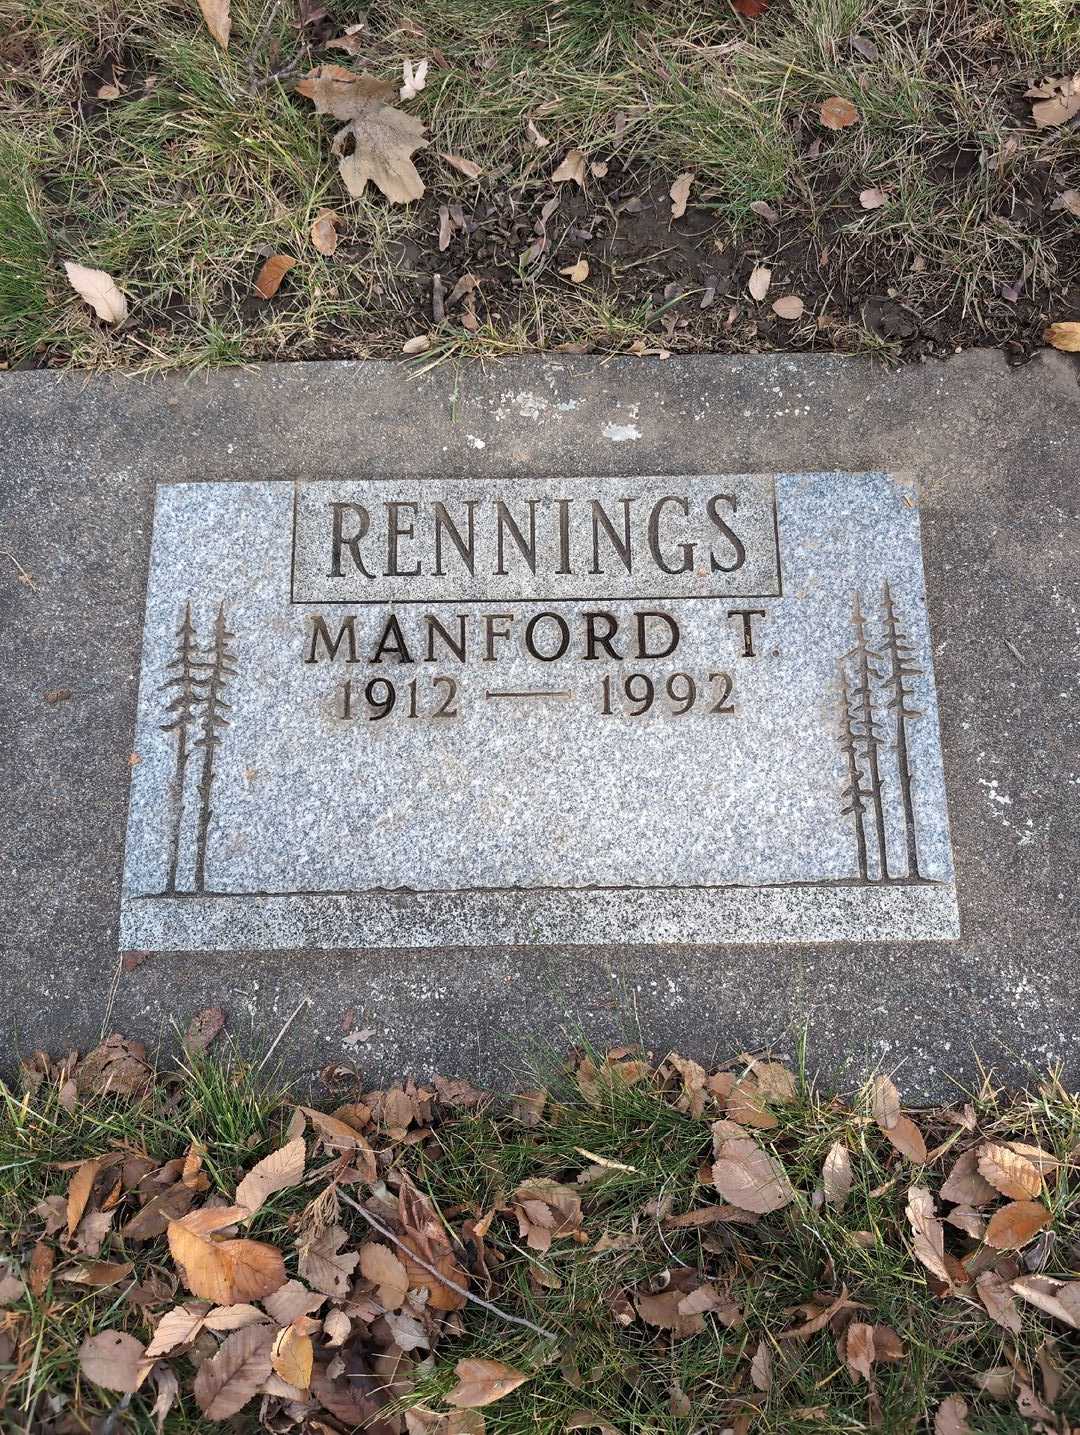 RENNINGS
MANFORD T.
1912 — 1992